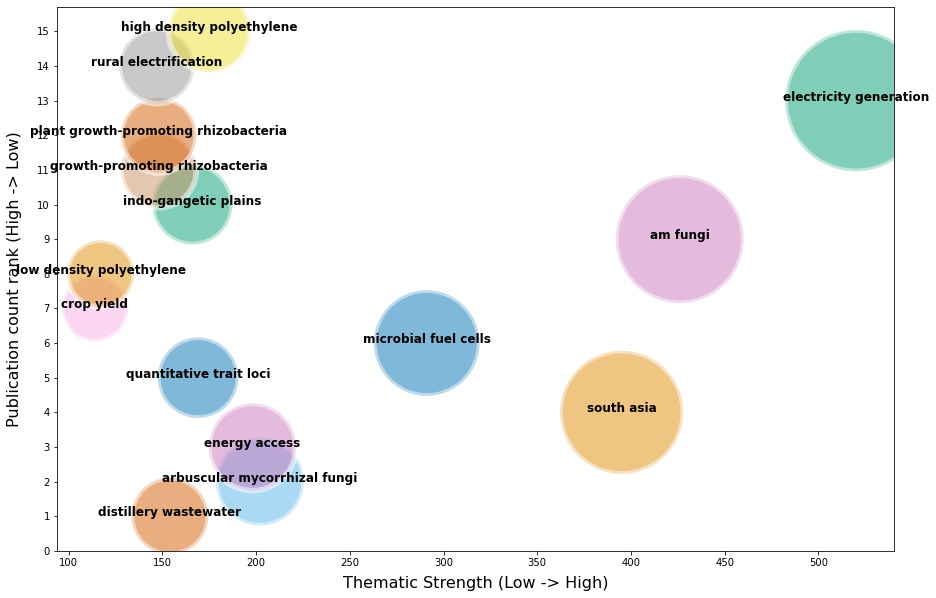 15
high density polyethylene
14
rural electrification
13
electricity generation
12
plant growth-promoting rhizobacteria
11
growth-promoting rhizobacteria
10
indo-gangetic plains
9
am fungi
8
low density polyethylene
7
crop yield
6
microbial fuel cells
5
quantitative trait loci
4
south asia
3
energy access
2
arbuscular mycorrhizal fungi
1
distillery wastewater
0
Publication count rank (High -> Low)
100 150 200 250 300 350 400 450 500
Thematic Strength (Low -> High)